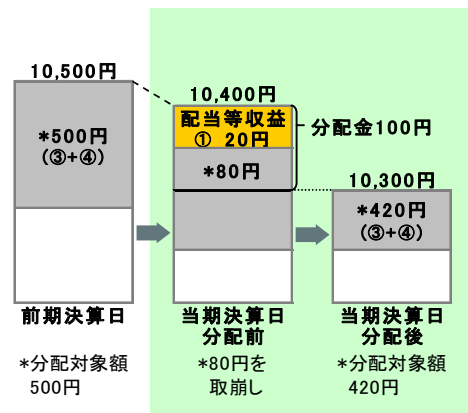 10,500円
*500円
(③+④)
前期決算日
*分配対象額
500円
10,400円
配当等収益
① 20円
*80円
分配金100円
当期決算日
分配前
*80円を
取崩し
10,300円
*420円
(③+④)
当期決算日
分配後
*分配対象額
420円